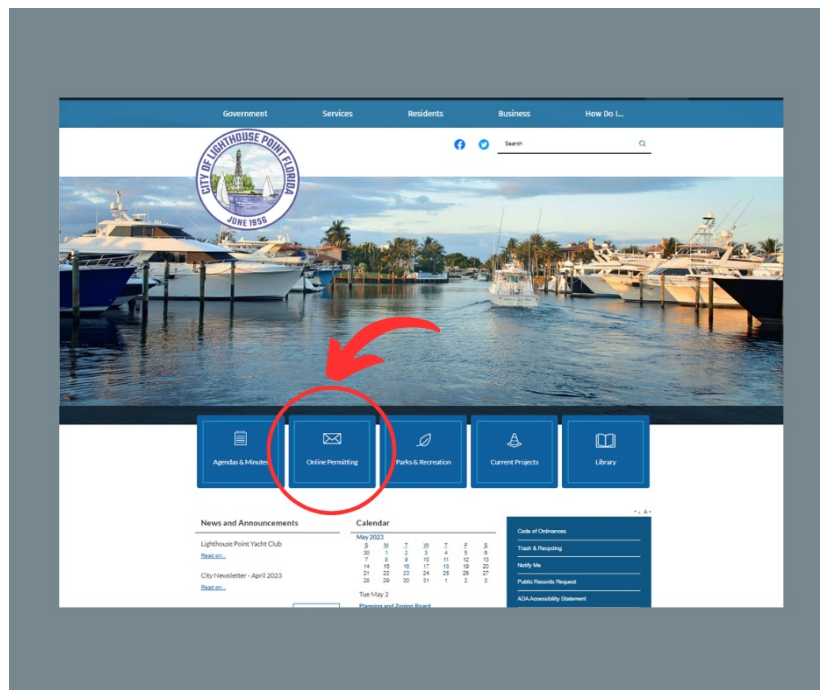 Government Services Residents Business How Do I...
CITY OF LIGHTHOUSE POINT FLORIDA
JUNE 1956
Search
Agendas & Minutes Online Permitting Parks & Recreation Current Projects Library
News and Announcements
Lighthouse Point Yacht Club
Read on...
City Newsletter - April 2023
Read on...
Calendar
May 2023
S M T W T F S
30 1 2 3 4 5 6
7 8 9 10 11 12 13
14 15 16 17 18 19 20
21 22 23 24 25 26 27
28 29 30 31 1 2 3
Tue May 2
Planning and Zoning Board
Code of Ordinances
Trash & Recycling
Notify Me
Public Records Request
ADA Accessibility Statement